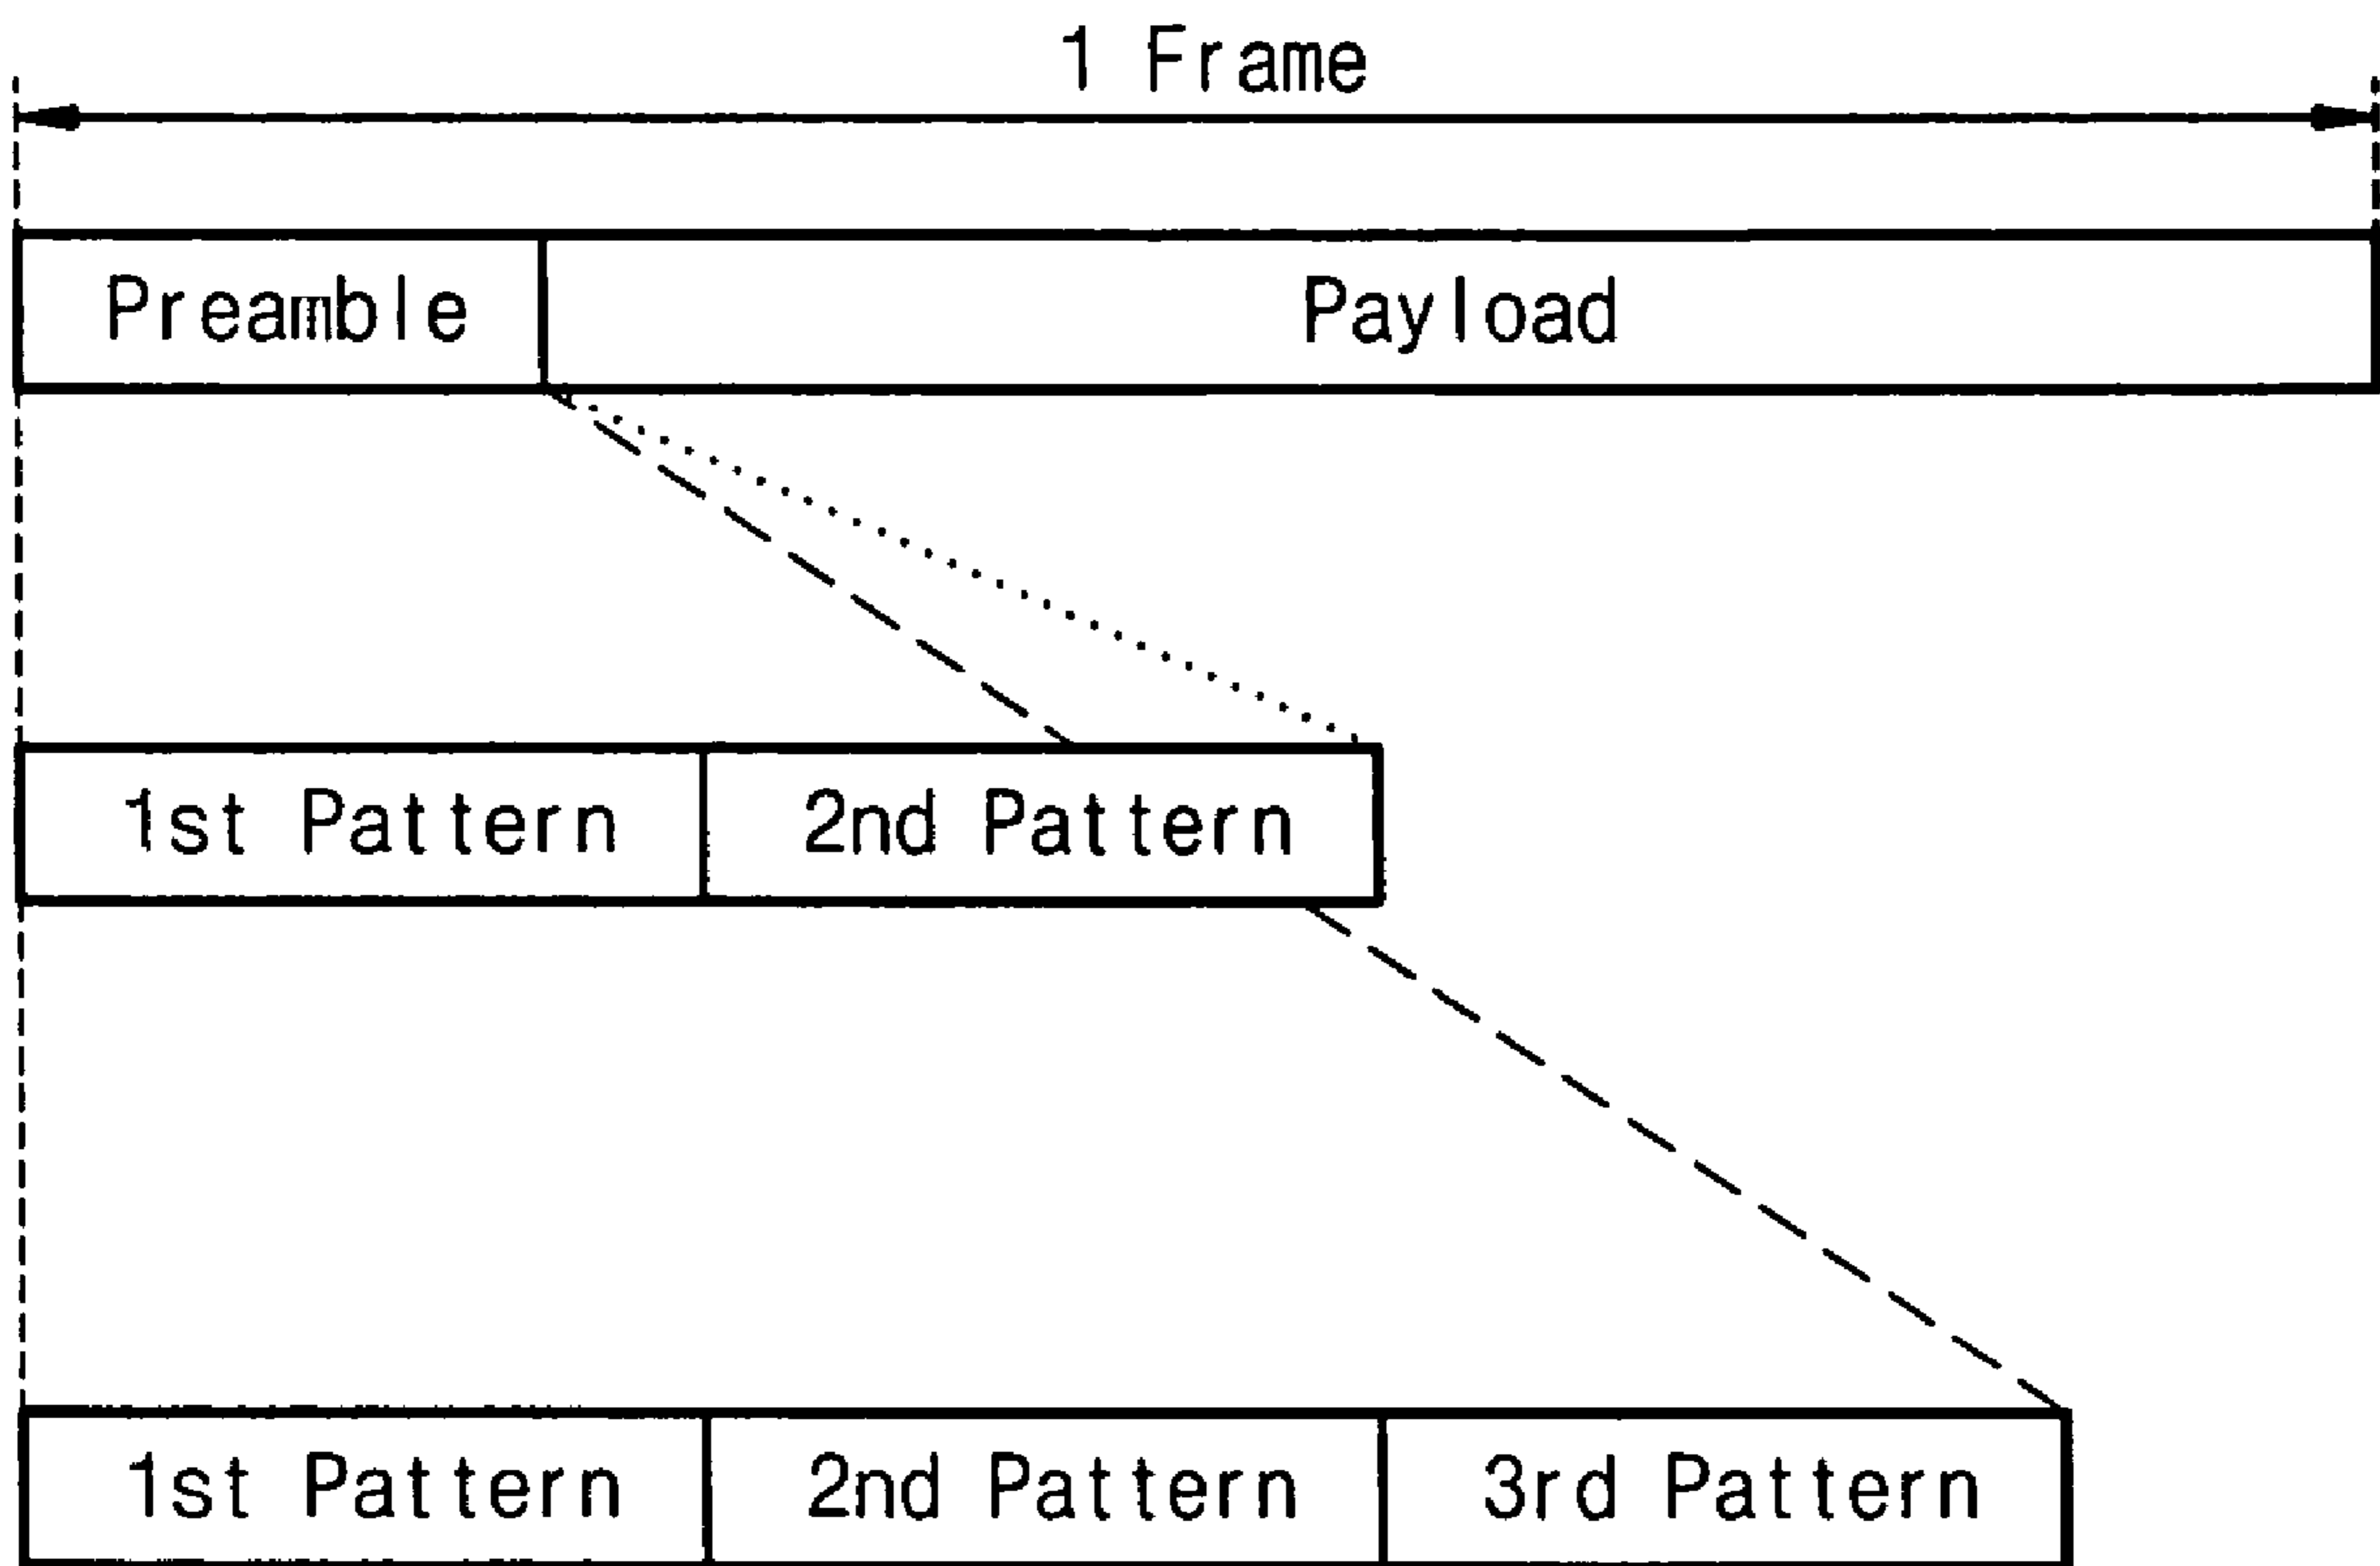 1 Frame
Preamble Payload
1st Pattern 2nd Pattern
1st Pattern 2nd Pattern 3rd Pattern